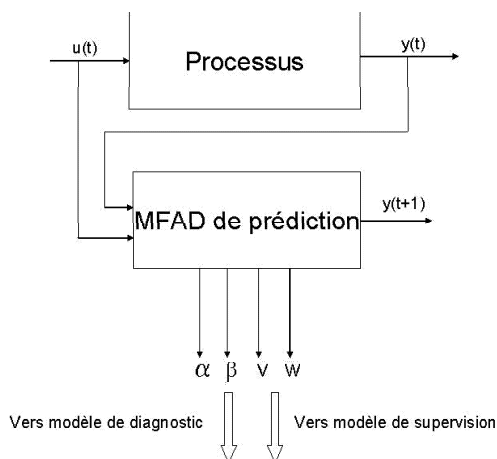 u(t)
Processus
y(t)
MFAD de prédiction
y(t+1)
α β v w
Vers modèle de diagnostic
Vers modèle de supervision